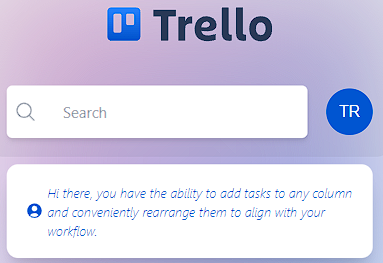 Trello
Search
TR
Hi there, you have the ability to add tasks to any column
and conveniently rearrange them to align with your
workflow.